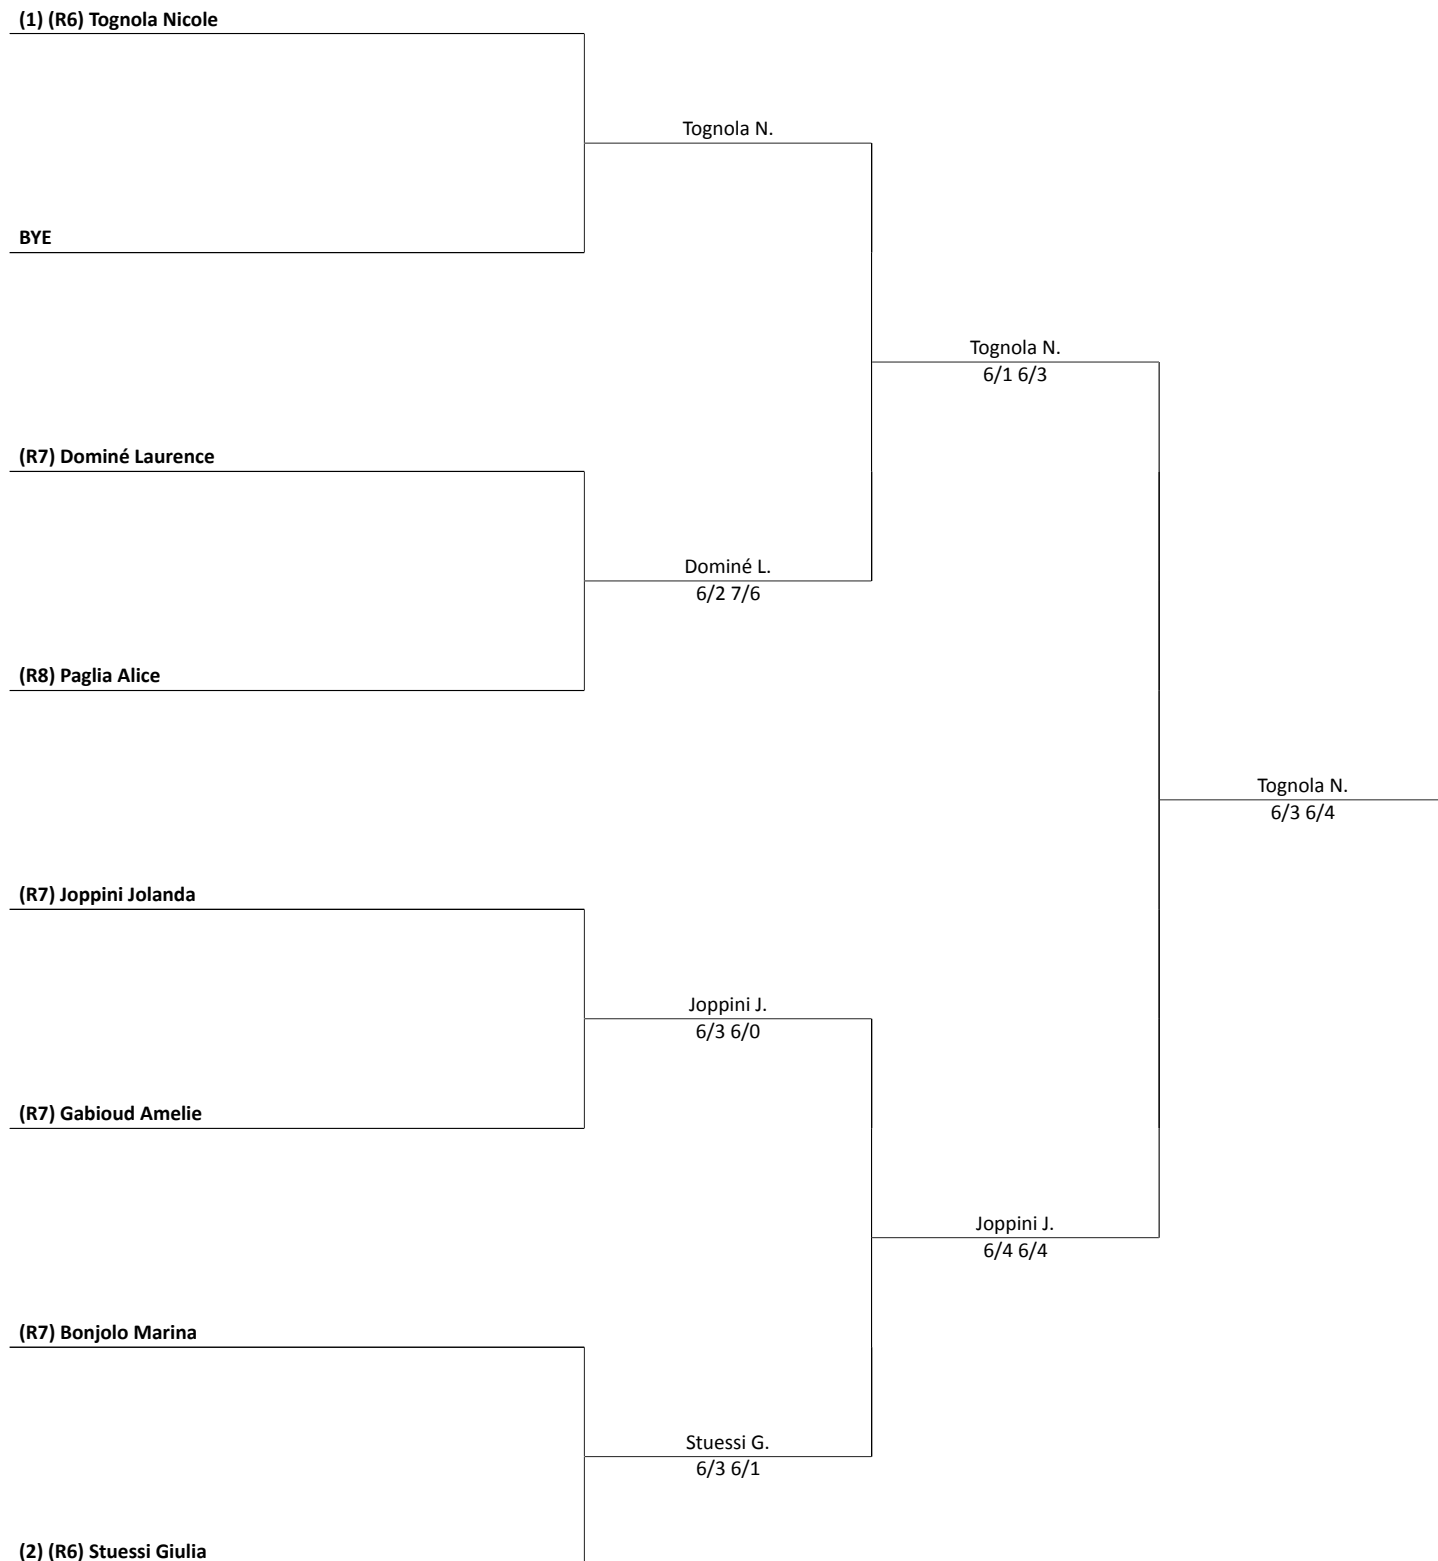 (1) (R6) Tognola Nicole
Tognola N.
BYE
Tognola N.
6/1 6/3
(R7) Dominé Laurence
Dominé L.
6/2 7/6
(R8) Paglia Alice
Tognola N.
6/3 6/4
(R7) Joppini Jolanda
Joppini J.
6/3 6/0
(R7) Gabioud Amelie
Joppini J.
6/4 6/4
(R7) Bonjolo Marina
Stuessi G.
6/3 6/1
(2) (R6) Stuessi Giulia